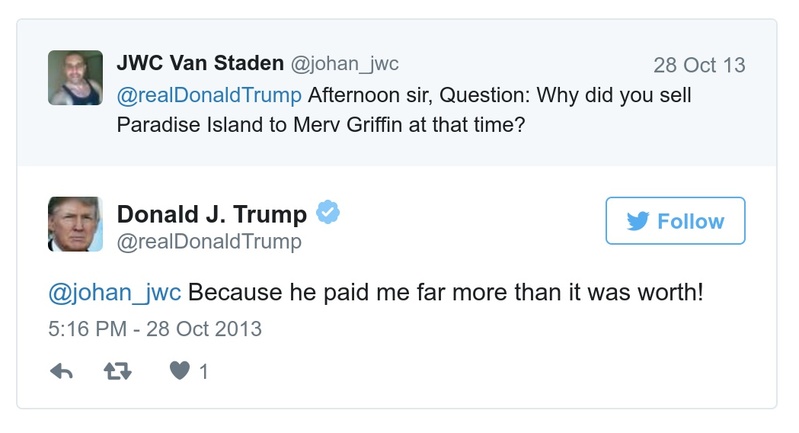 JWC Van Staden @johan_jwc 28 Oct 13
@realDonaldTrump Afternoon sir, Question: Why did you sell
Paradise Island to Merv Griffin at that time?
Donald J. Trump
@realDonaldTrump
Follow
@johan_jwc Because he paid me far more than it was worth!
5:16 PM - 28 Oct 2013
1